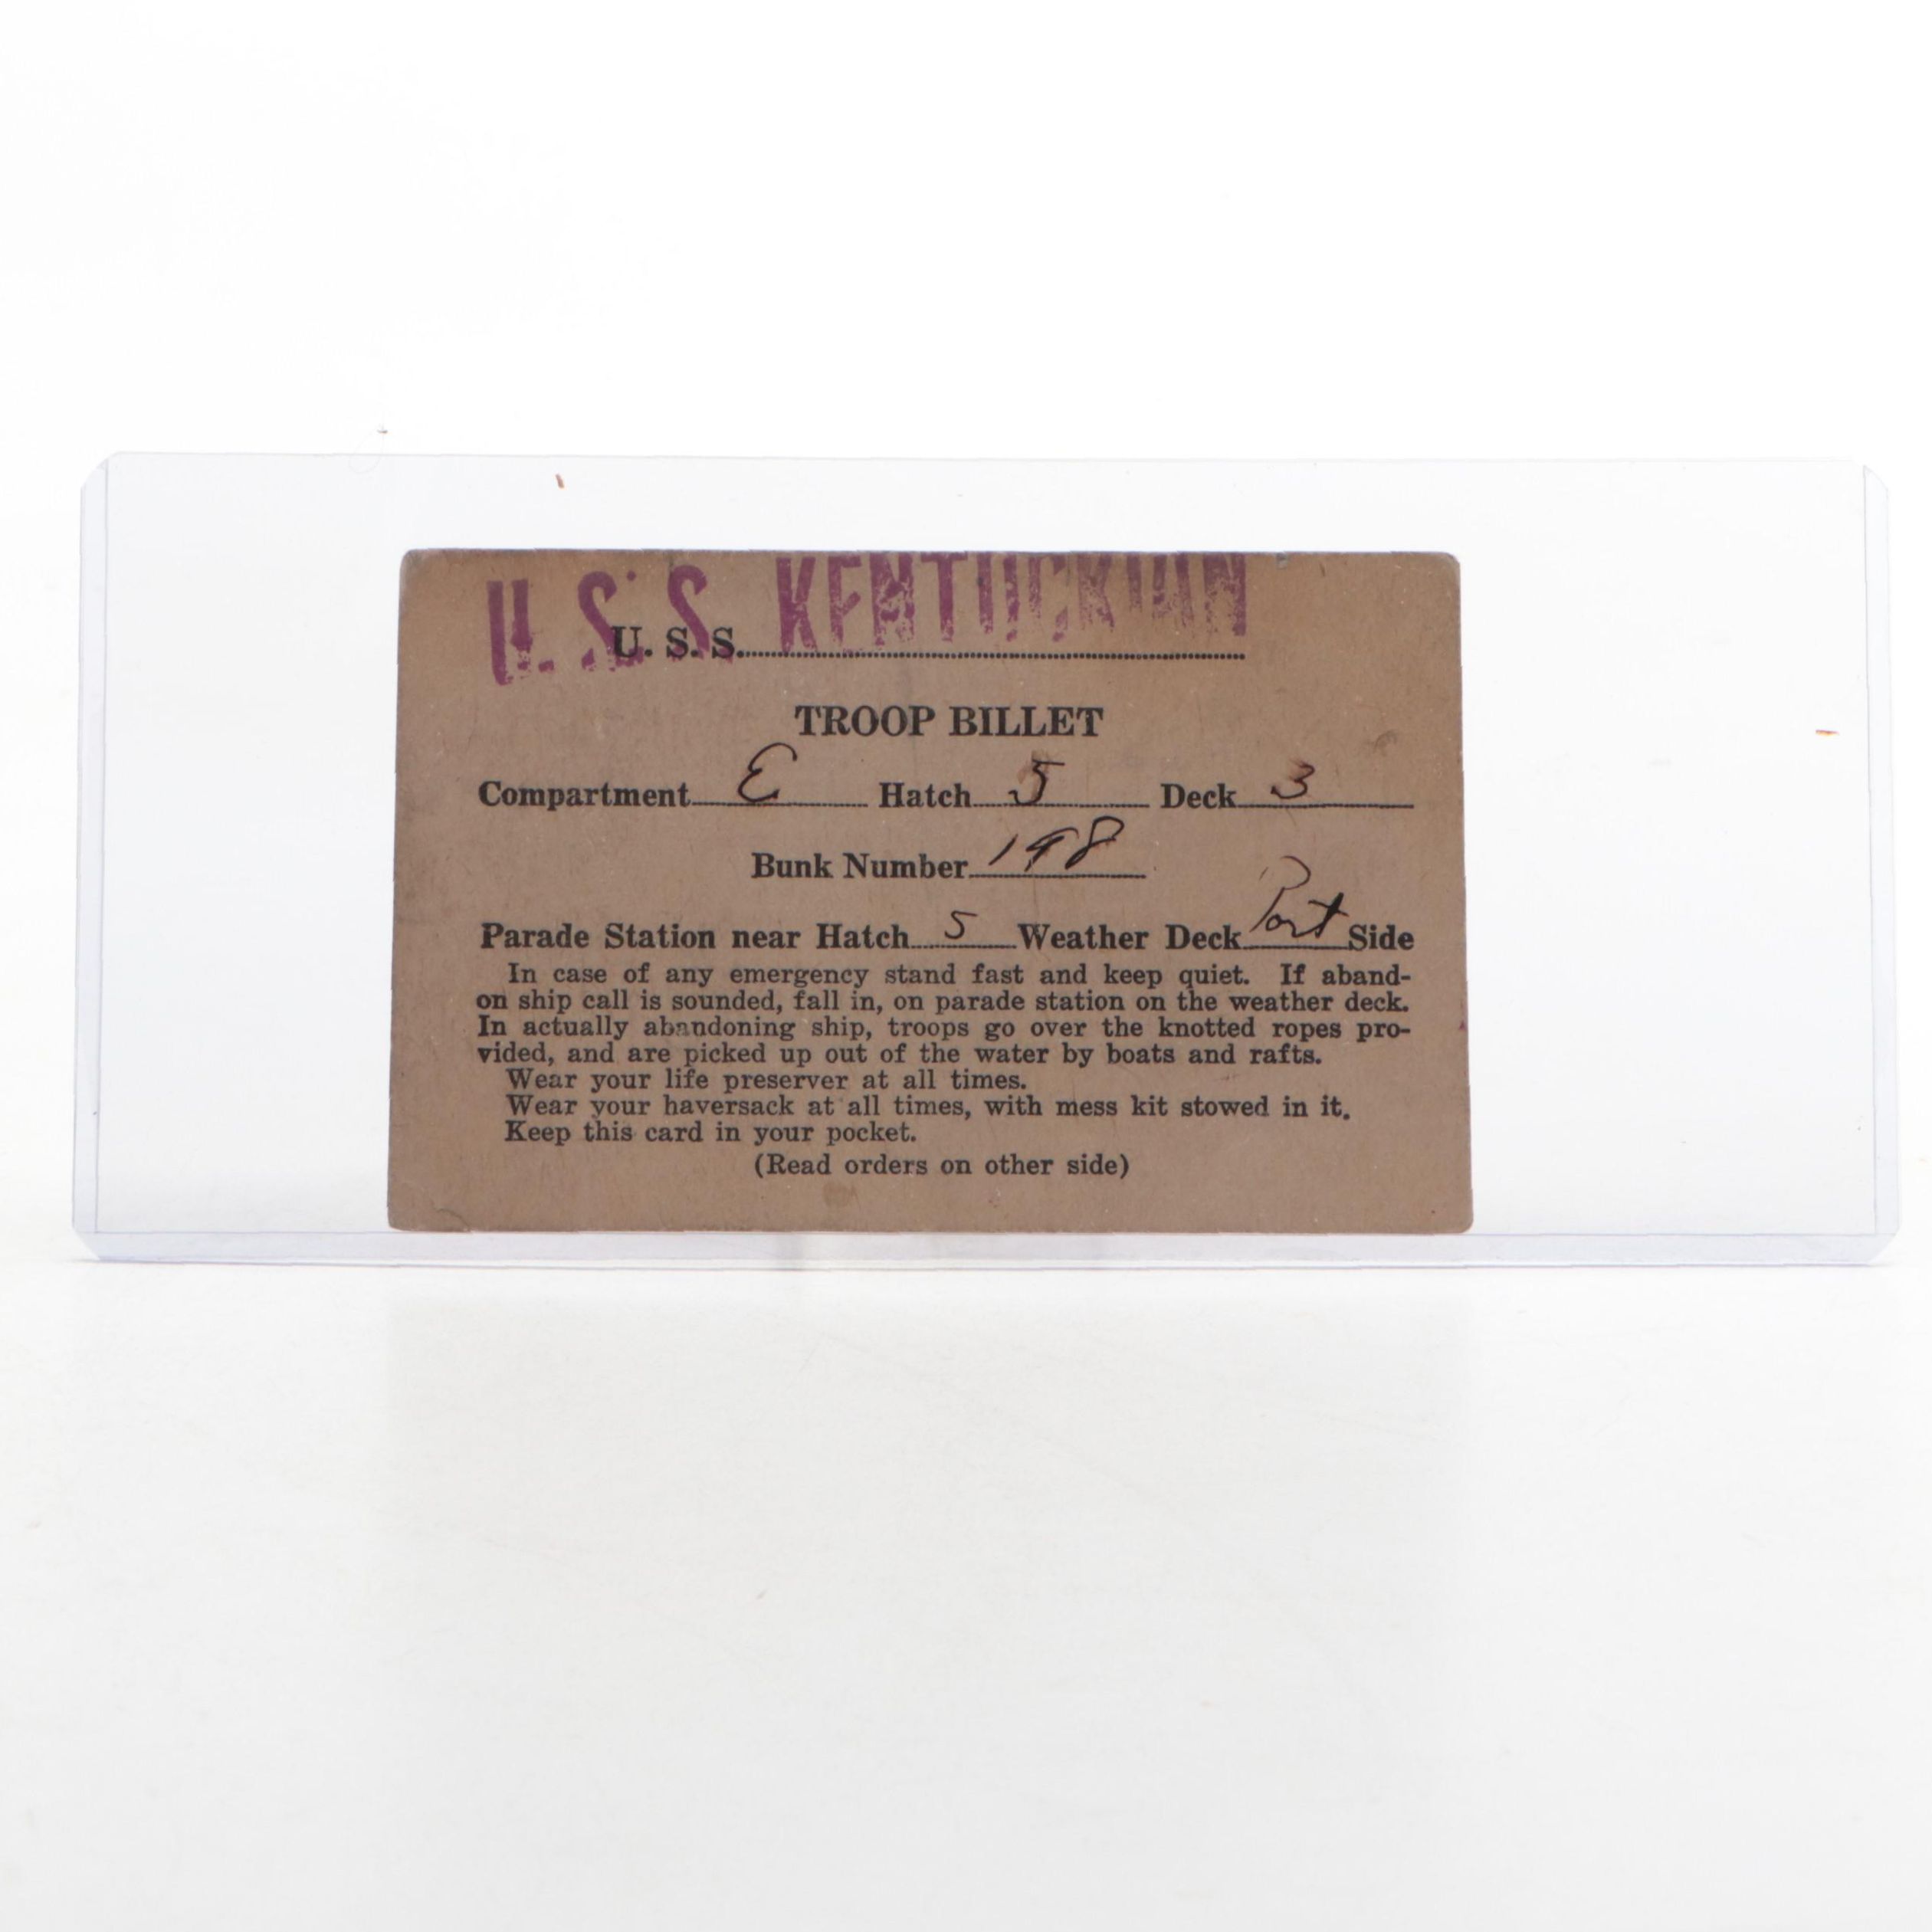 U.S.S. KENTUCKIAN
U. S. S.
TROOP BILLET
Compartment E Hatch 5 Deck 3
Bunk Number 198
Parade Station near Hatch 5 Weather Deck Port Side
In case of any emergency stand fast and keep quiet. If aband-
on ship call is sounded, fall in, on parade station on the weather deck.
In actually abandoning ship, troops go over the knotted ropes pro-
vided, and are picked up out of the water by boats and rafts.
Wear your life preserver at all times.
Wear your haversack at all times, with mess kit stowed in it.
Keep this card in your pocket.
(Read orders on other side)